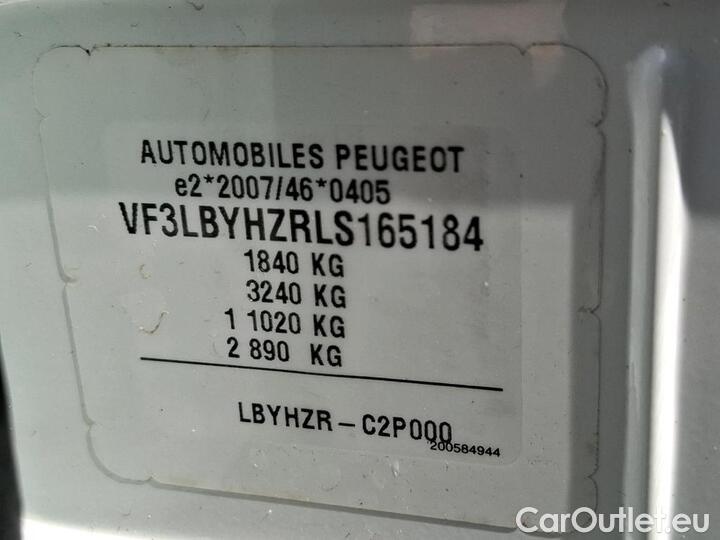 AUTOMOBILES PEUGEOT
e2*2007/46*0405
VF3LBYHZRLS165184
1840 KG
3240 KG
1 1020 KG
2 890 KG
LBYHZR – C2P000
200584944
CarOutlet.eu